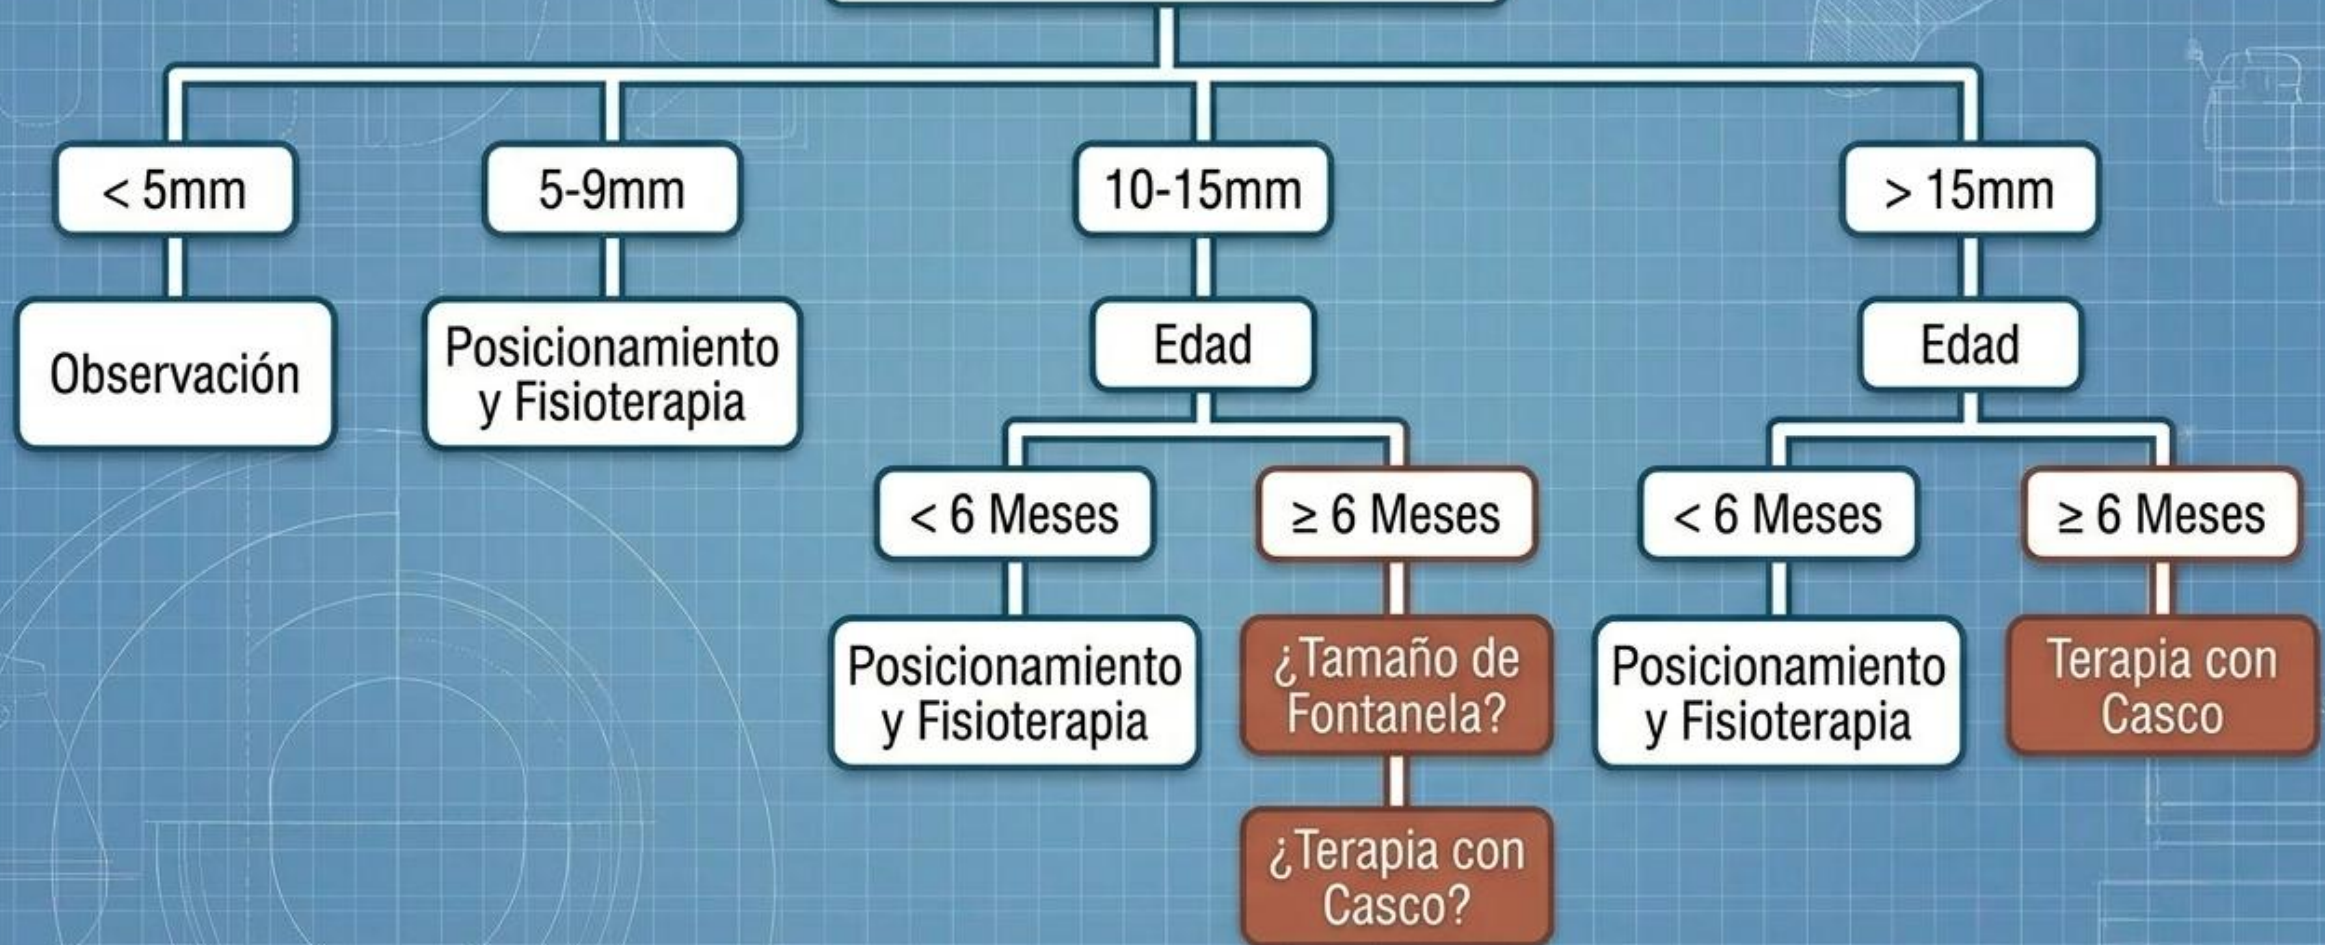 < 5mm
5-9mm
10-15mm
> 15mm
Observación
Posicionamiento
y Fisioterapia
Edad
Edad
< 6 Meses
≥ 6 Meses
< 6 Meses
≥ 6 Meses
Posicionamiento
y Fisioterapia
¿Tamaño de
Fontanela?
Posicionamiento
y Fisioterapia
Terapia con
Casco
¿Terapia con
Casco?